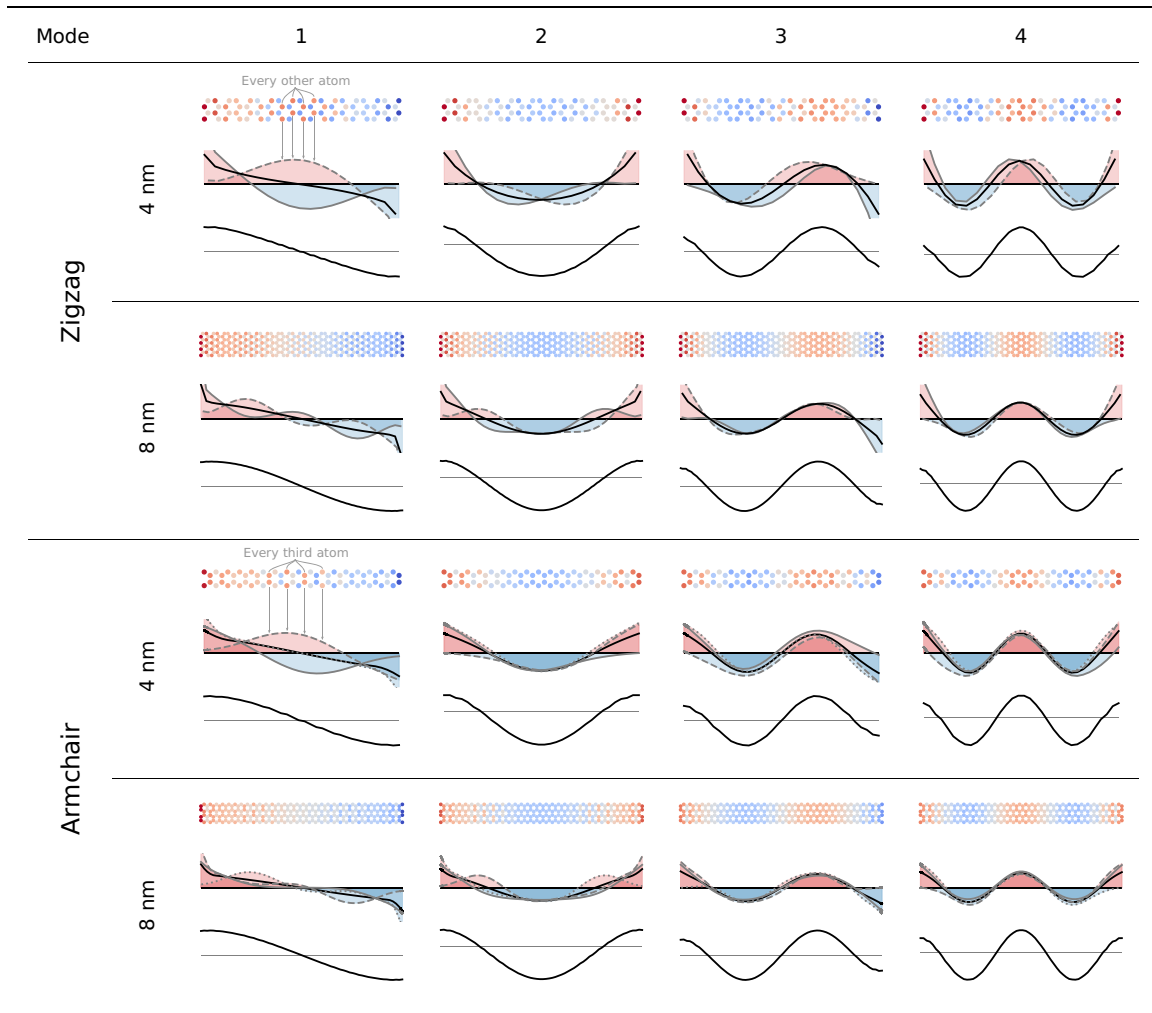 Mode 1 2 3 4
Every other atom
Zigzag
4 nm
8 nm
Every third atom
Armchair
4 nm
8 nm